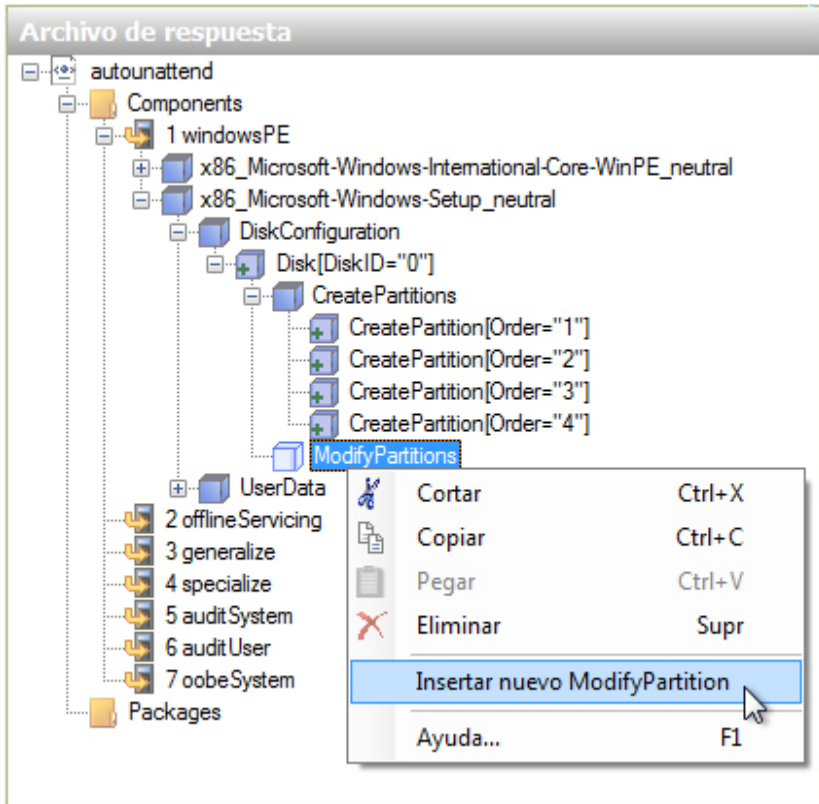 Archivo de respuesta
autounattend
Components
1 windowsPE
x86_Microsoft-Windows-International-Core-WinPE_neutral
x86_Microsoft-Windows-Setup_neutral
DiskConfiguration
Disk[DiskID="0"]
CreatePartitions
CreatePartition[Order="1"]
CreatePartition[Order="2"]
CreatePartition[Order="3"]
CreatePartition[Order="4"]
ModifyPartitions
UserData
2 offlineServicing
3 generalize
4 specialize
5 auditSystem
6 auditUser
7 oobeSystem
Packages
Cortar Ctrl+X
Copiar Ctrl+C
Pegar Ctrl+V
Eliminar Supr
Insertar nuevo ModifyPartition
Ayuda... F1